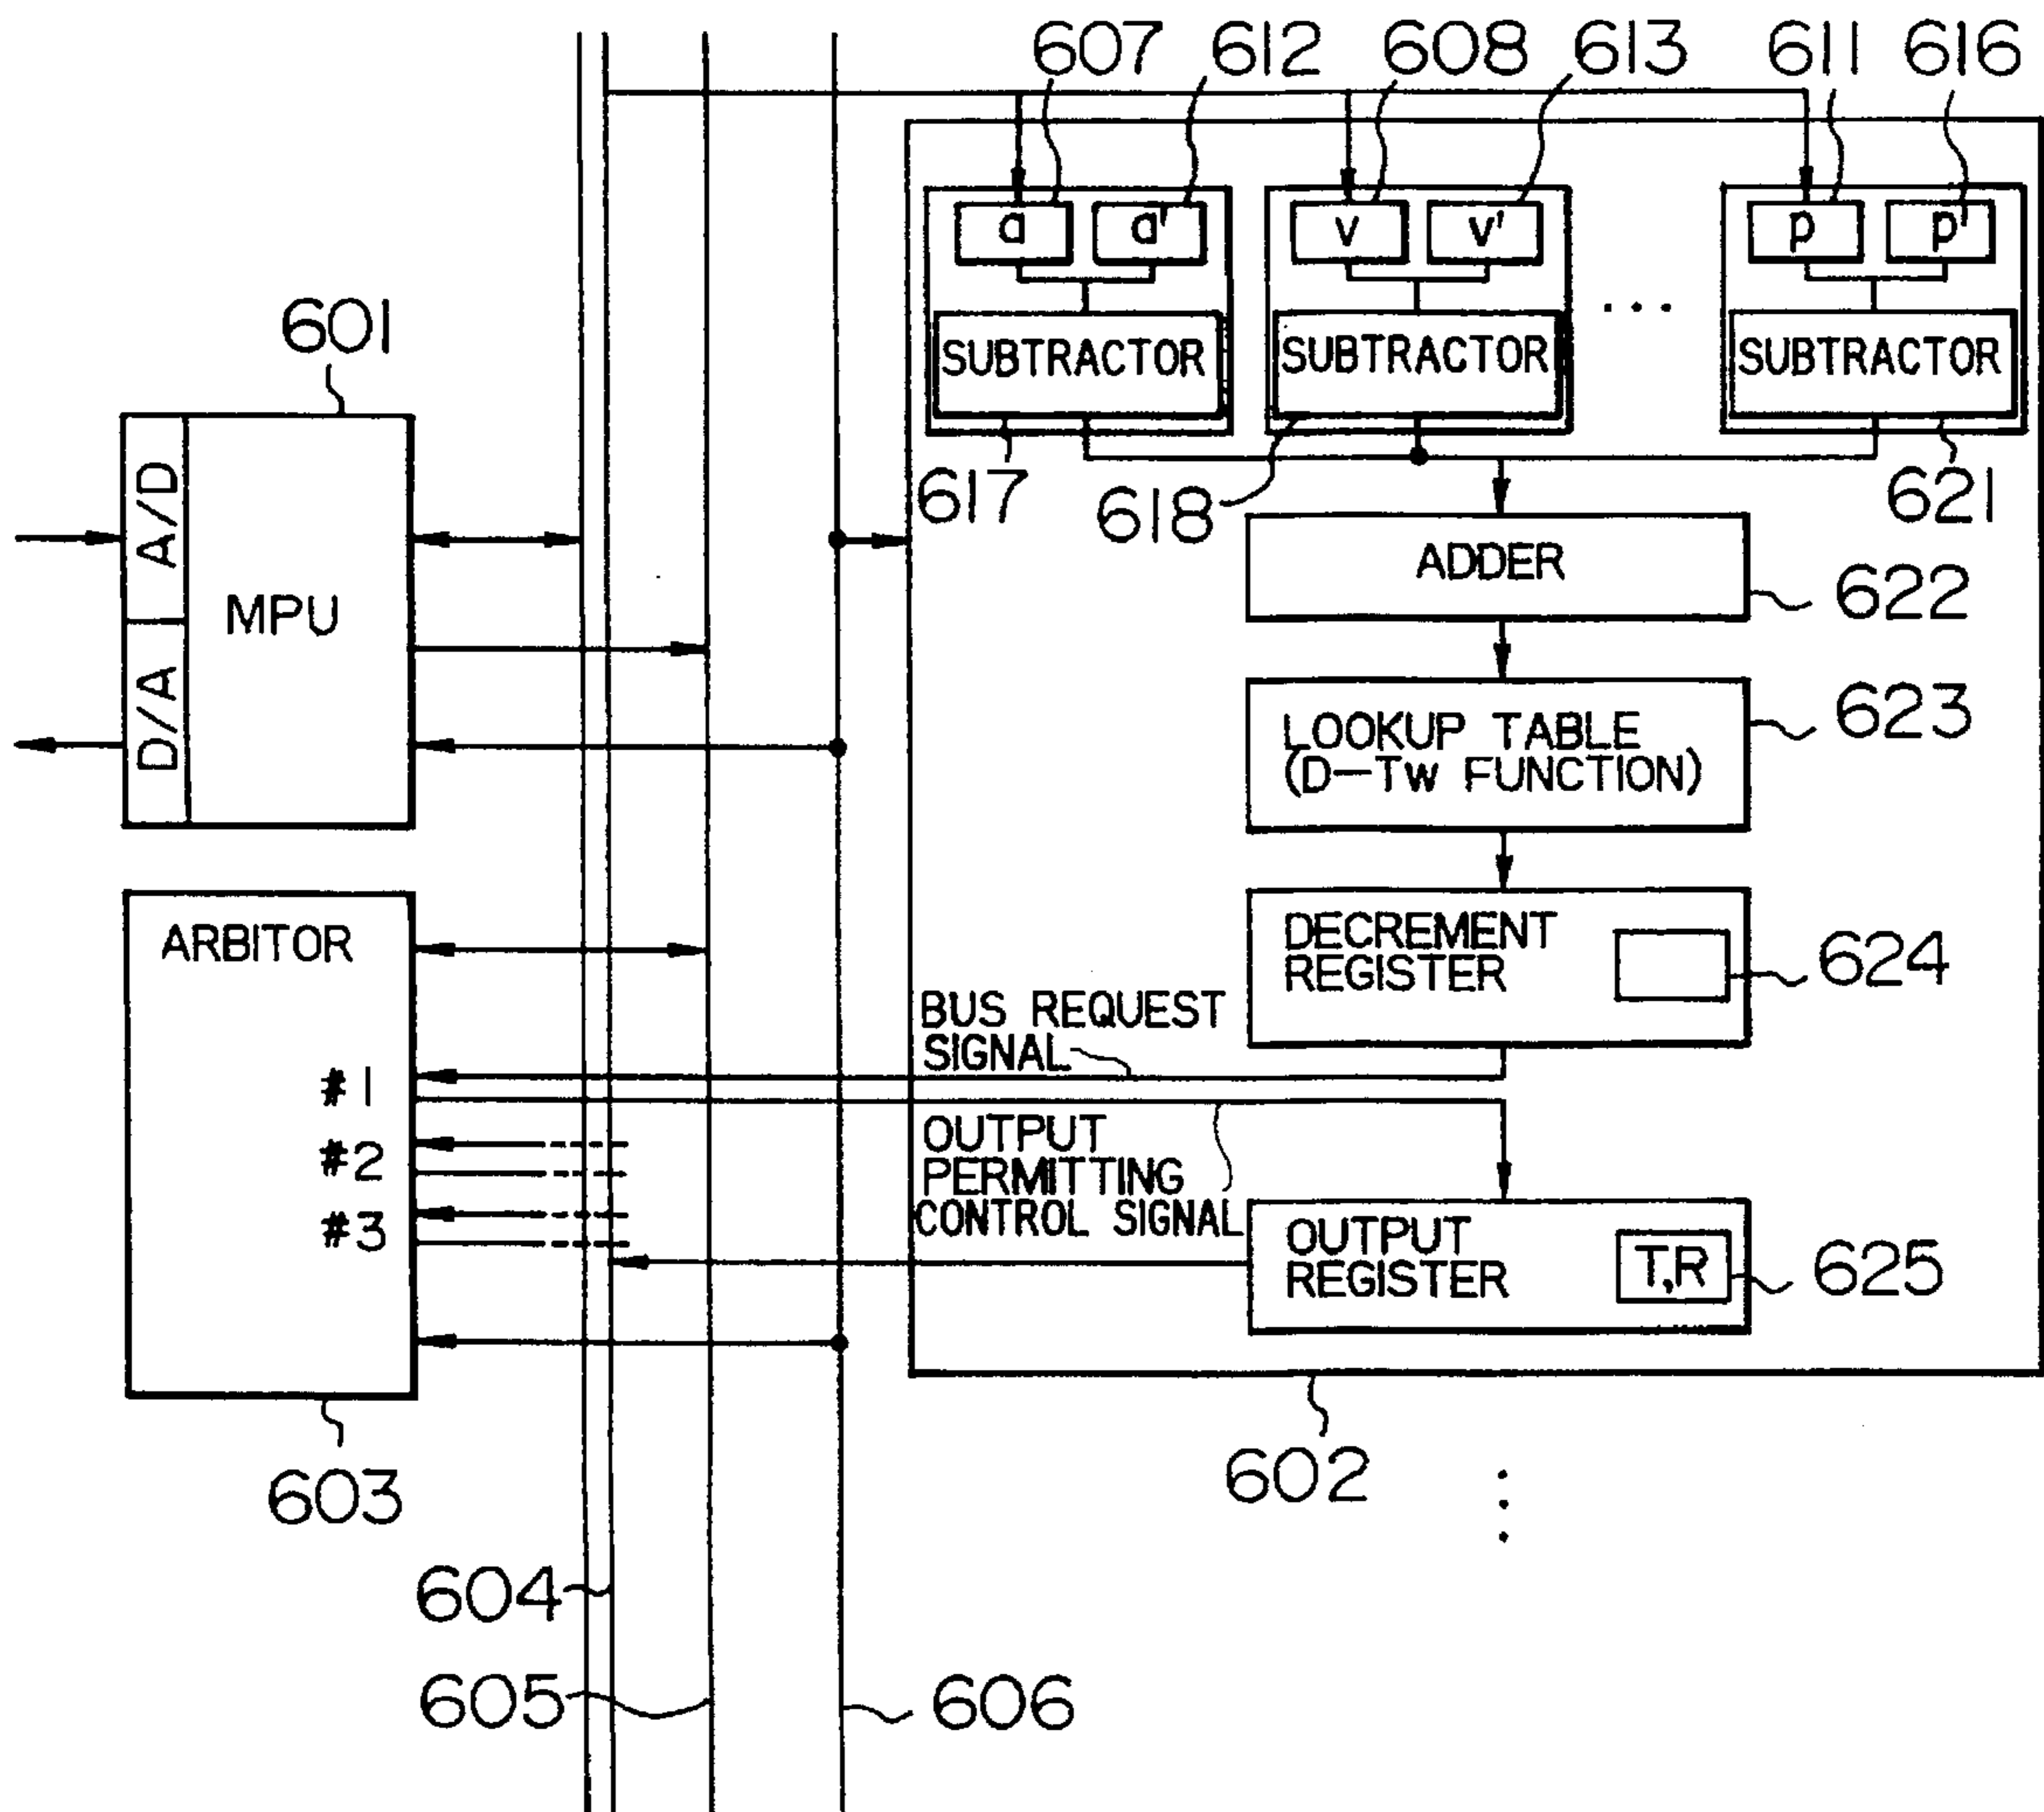 607 612 608 613 611 616
a a' v v' p p'
...
SUBTRACTOR SUBTRACTOR SUBTRACTOR
617 618 621
601
A/D
D/A
MPU
ADDER
622
LOOKUP TABLE
(D-Tw FUNCTION)
623
DECREMENT
REGISTER
624
ARBITOR
#1
#2
#3
BUS REQUEST
SIGNAL
OUTPUT
PERMITTING
CONTROL SIGNAL
OUTPUT
REGISTER
T,R
625
602
603
604
605
606